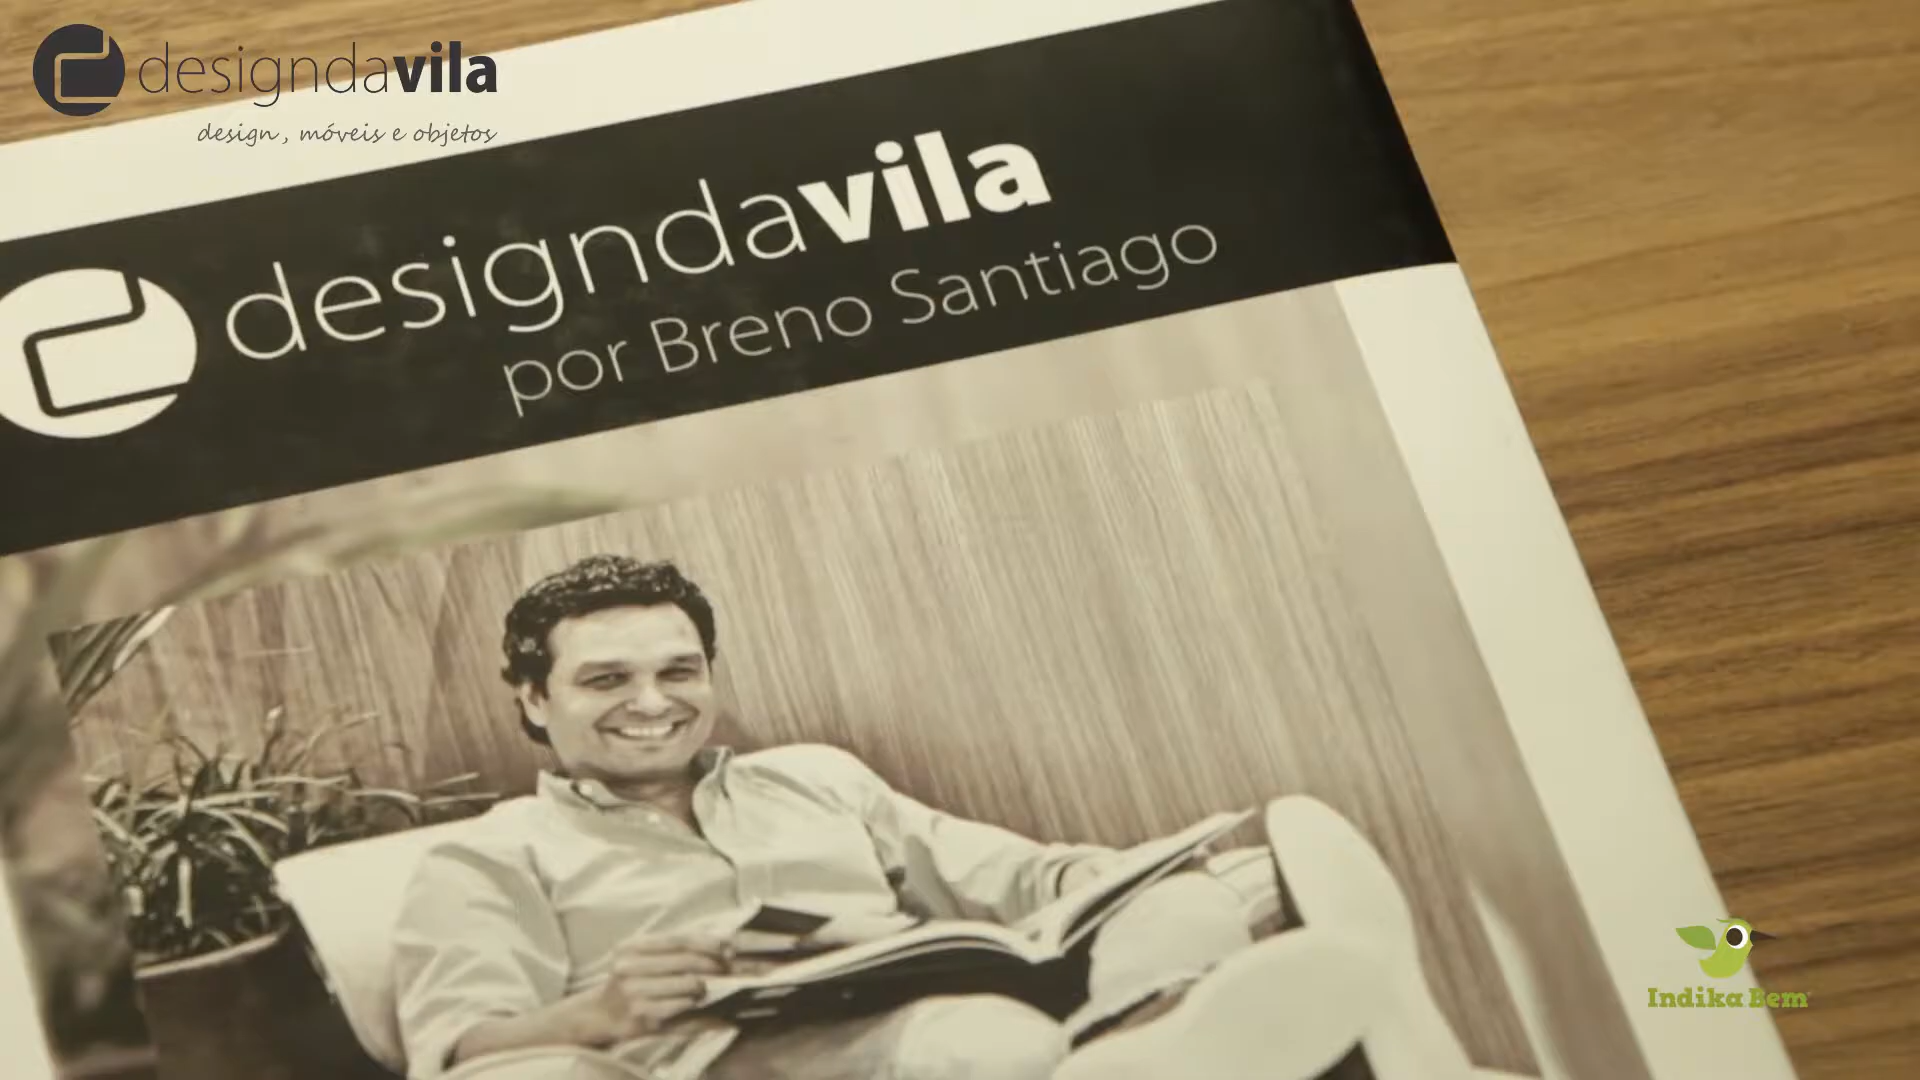 designdavila
design, móveis e objetos
designdavila
por Breno Santiago
Indika Bem